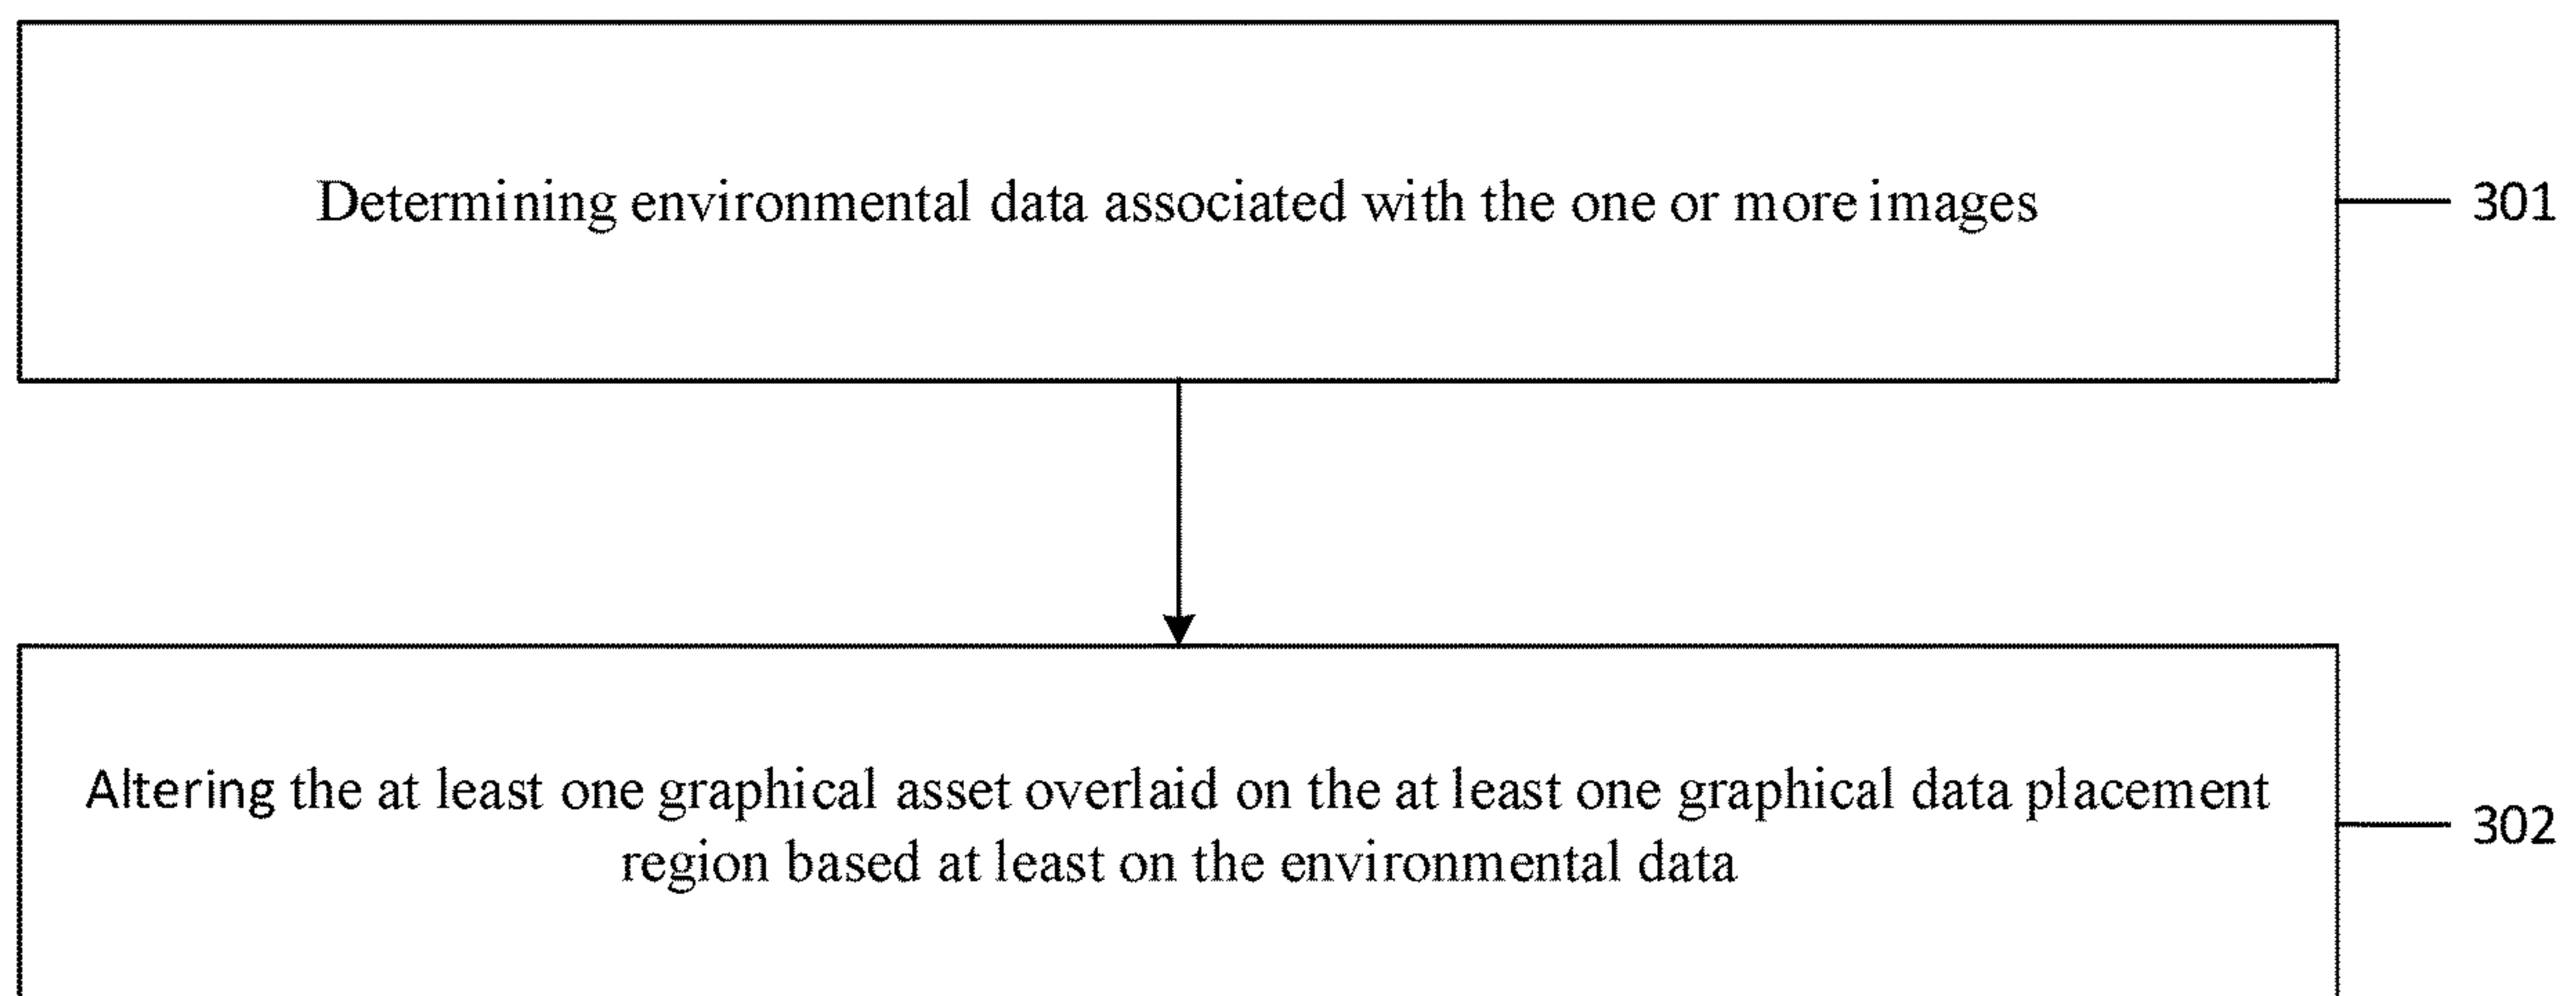 Determining environmental data associated with the one or more images
301
Altering the at least one graphical asset overlaid on the at least one graphical data placement
region based at least on the environmental data
302